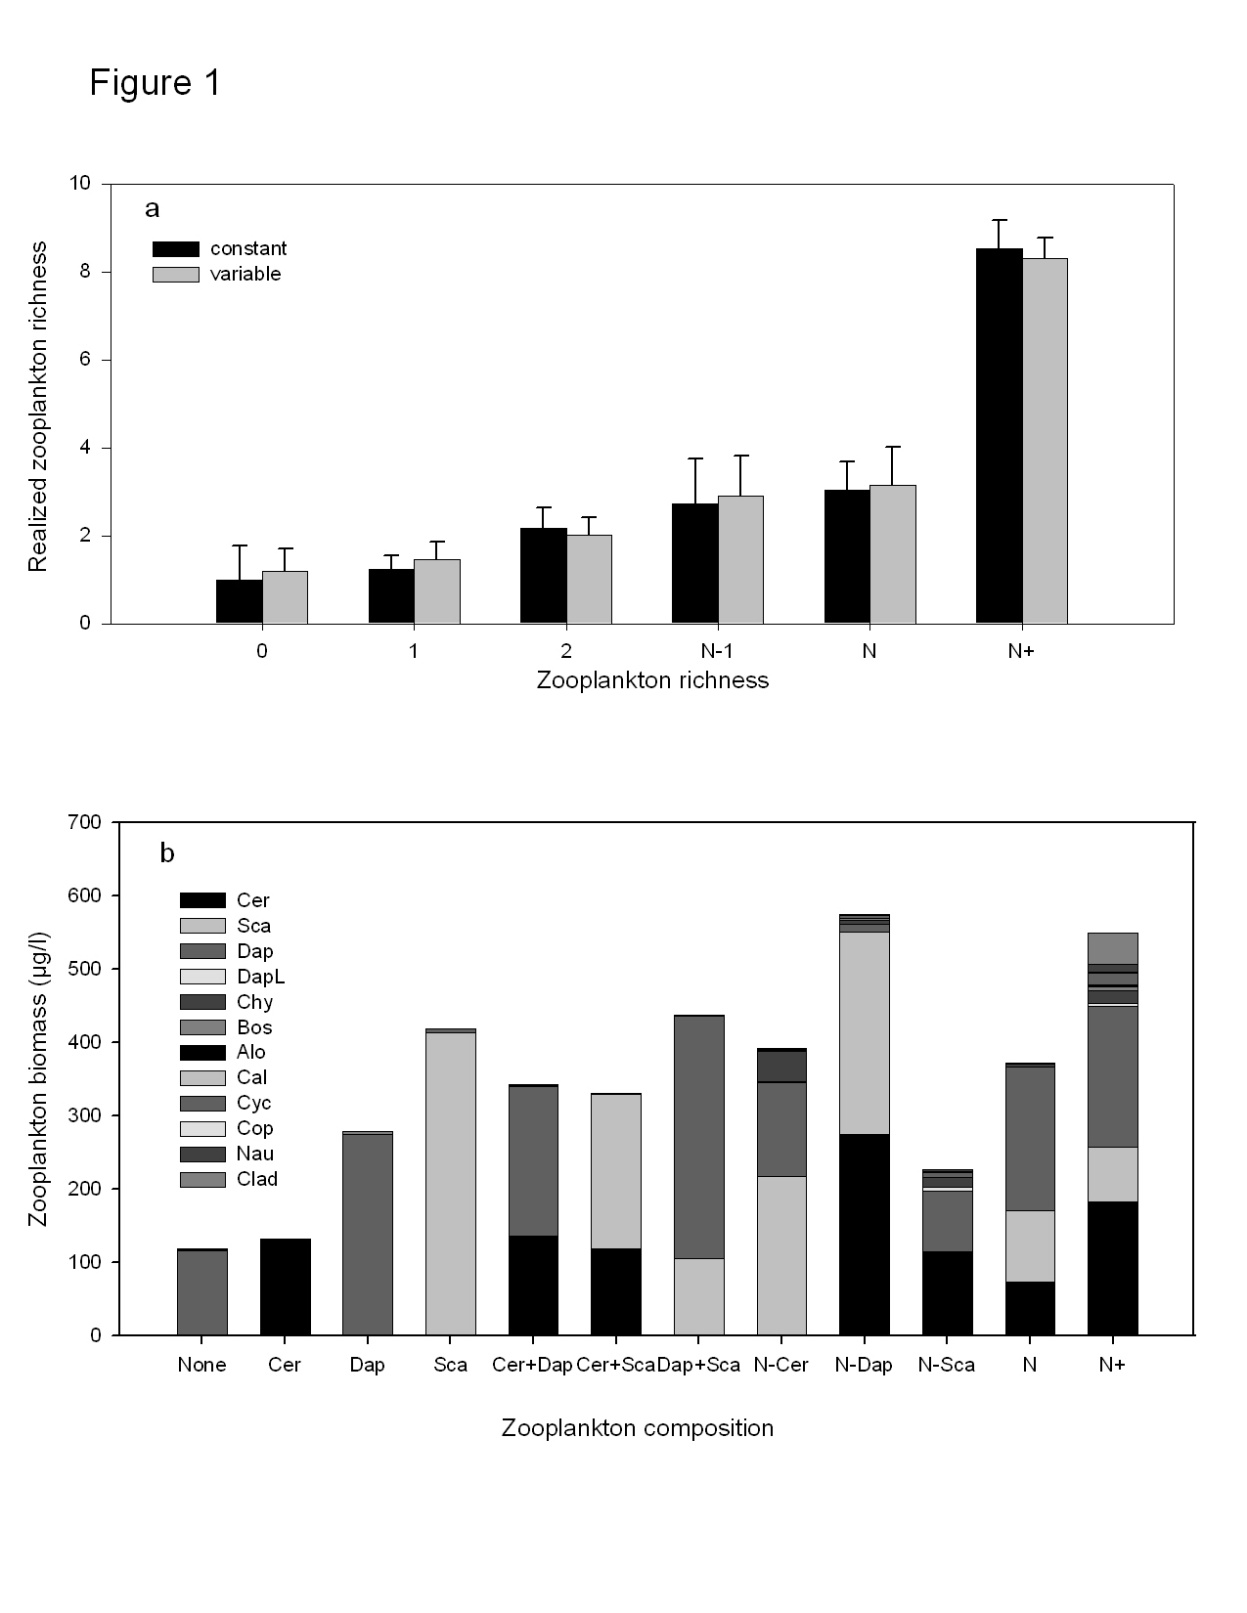 Figure 1
10
8
6
4
2
0
Realized zooplankton richness
a
constant
variable
0 1 2 N-1 N N+
Zooplankton richness
700
600
500
400
300
200
100
0
Zooplankton biomass (µg/l)
b
Cer
Sca
Dap
DapL
Chy
Bos
Alo
Cal
Cyc
Cop
Nau
Clad
None Cer Dap Sca Cer+Dap Cer+Sca Dap+Sca N-Cer N-Dap N-Sca N N+
Zooplankton composition